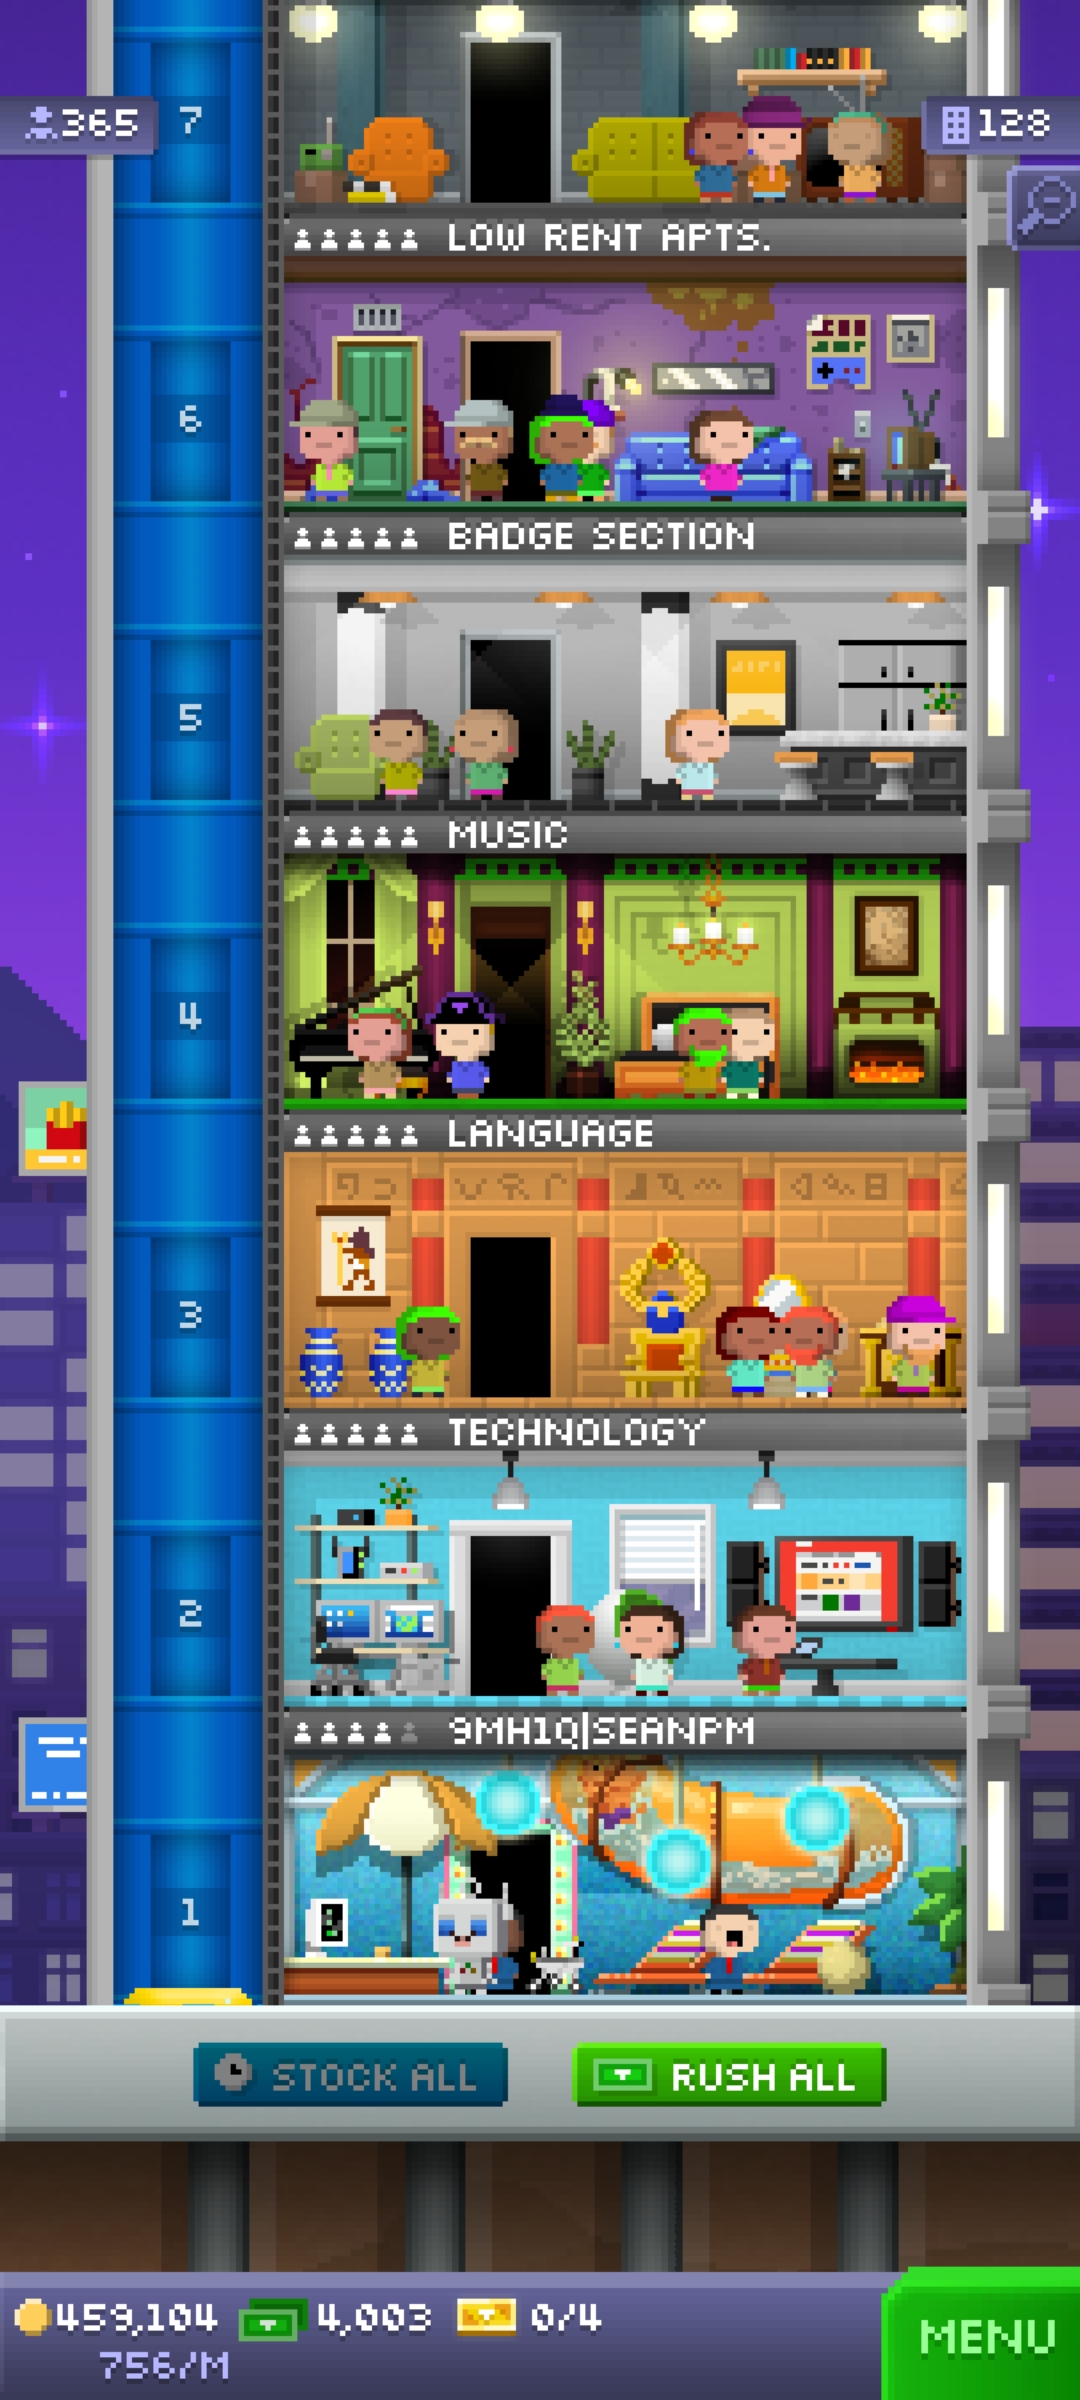 7
365
128
LOW RENT APTS.
6
BADGE SECTION
5
MUSIC
4
LANGUAGE
3
TECHNOLOGY
2
9MH1Q|SEANPM
1
STOCK ALL
RUSH ALL
459,104
4,003
0/4
756/M
MENU